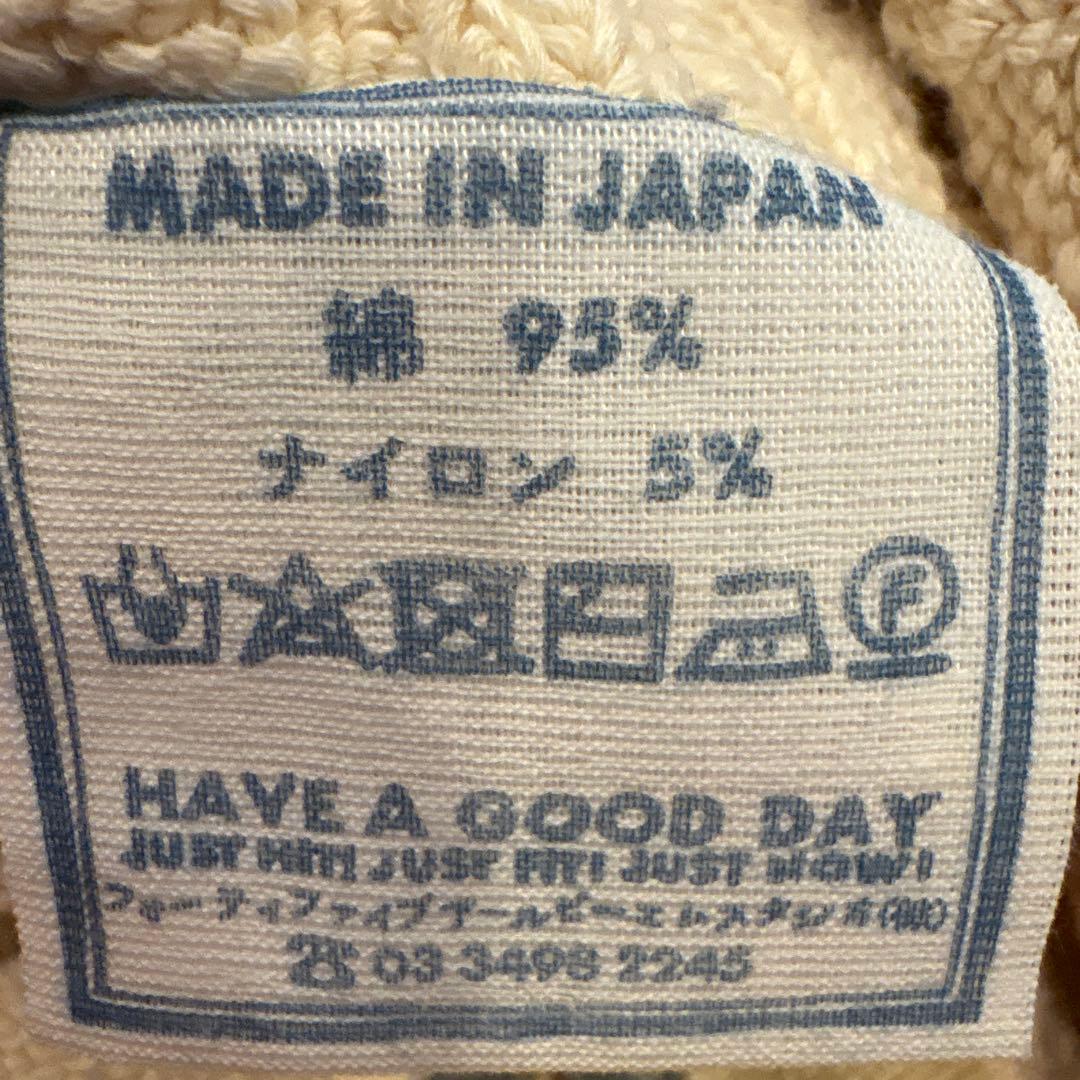 MADE IN JAPAN
綿 95%
ナイロン 5%
F
HAVE A GOOD DAY
JUST HIT! JUST FIT! JUST NOW!
フォーティファイブアールピーエムスタジオ(株)
☎ 03 3498 2245